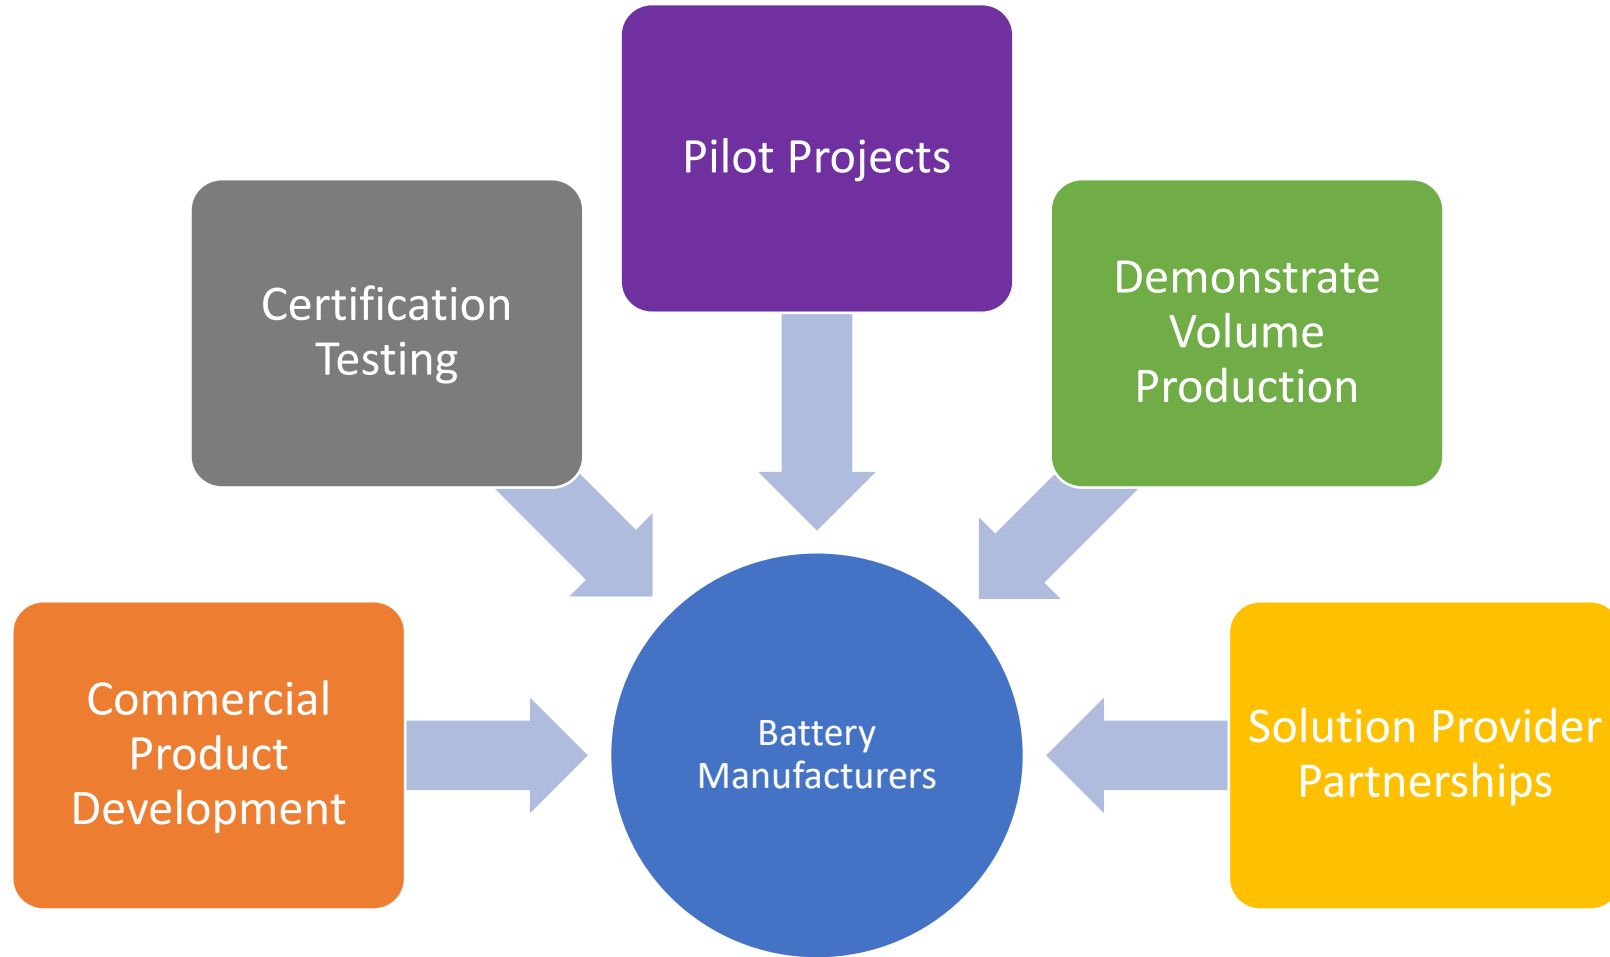 Pilot Projects
Certification
Testing
Demonstrate
Volume
Production
Commercial
Product
Development
Battery
Manufacturers
Solution Provider
Partnerships